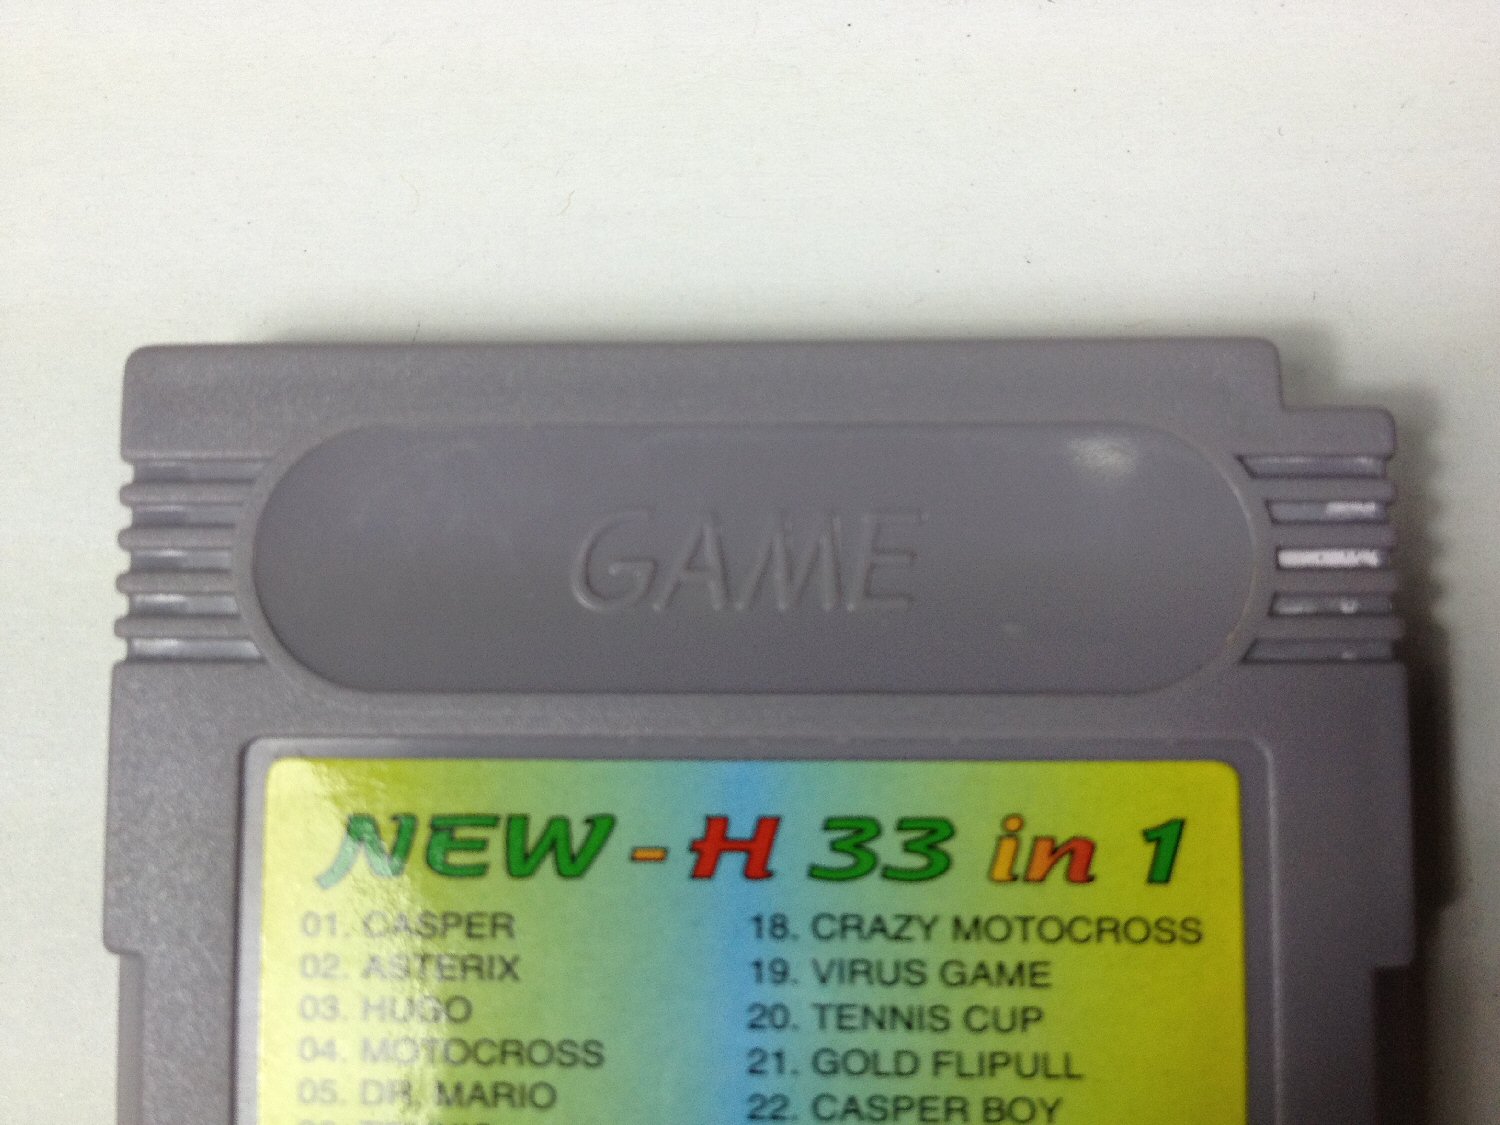 GAME
NEW - H 33 in 1
01. CASPER
02. ASTERIX
03. HUGO
04. MOTOCROSS
05. DR, MARIO
18. CRAZY MOTOCROSS
19. VIRUS GAME
20. TENNIS CUP
21. GOLD FLIPULL
22. CASPER BOY